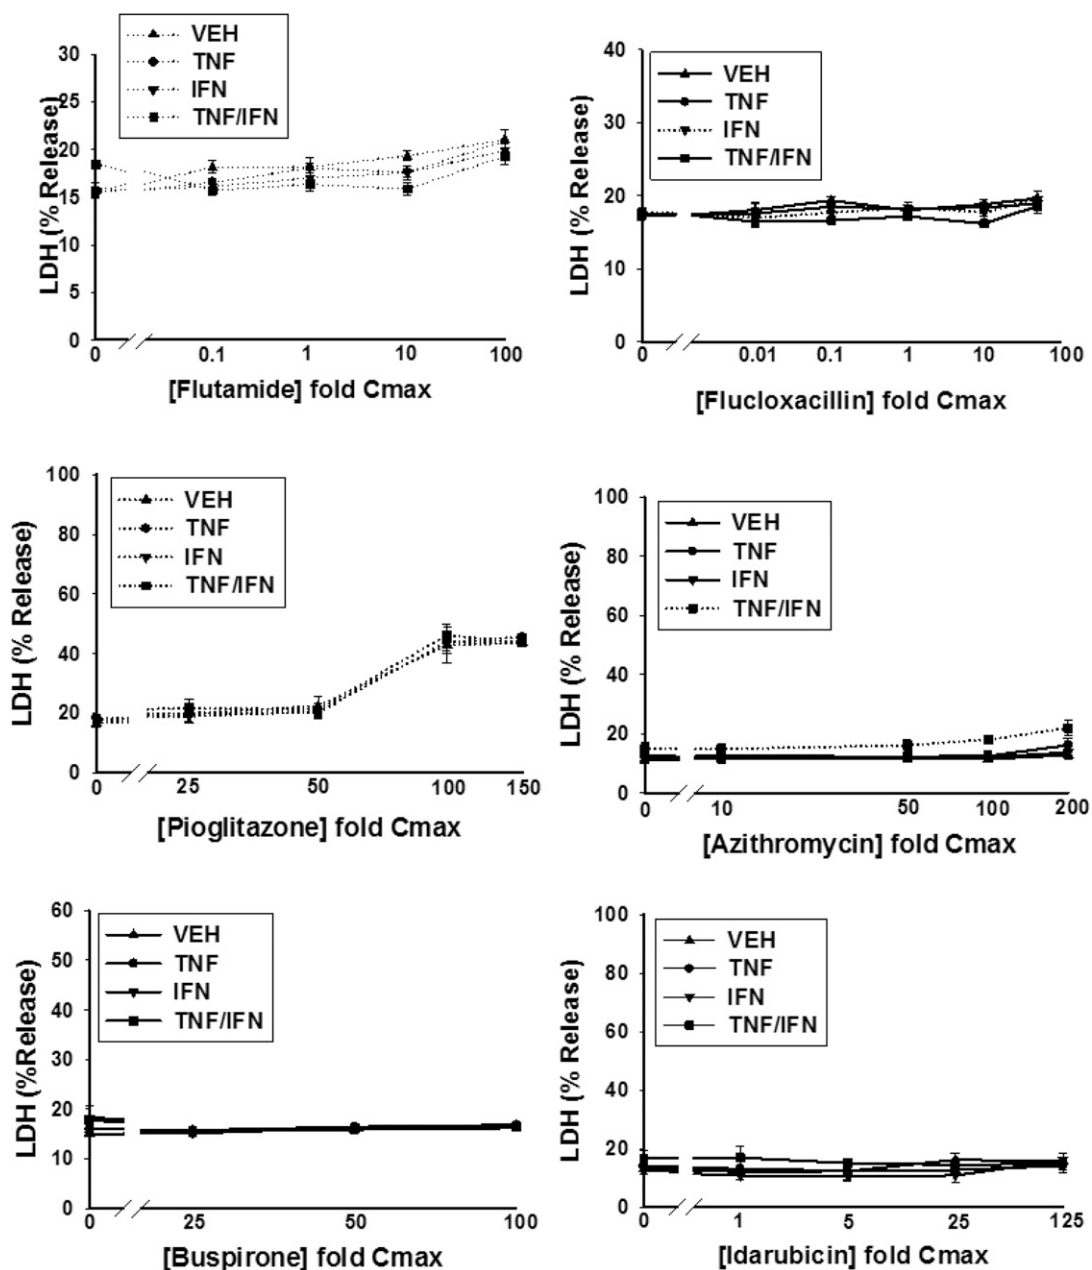 VEH
TNF
IFN
TNF/IFN
30
25
20
15
10
5
0
LDH (% Release)
0 0.1 1 10 100
[Flutamide] fold Cmax
VEH
TNF
IFN
TNF/IFN
40
30
20
10
0
LDH (% Release)
0 0.01 0.1 1 10 100
[Flucloxacillin] fold Cmax
VEH
TNF
IFN
TNF/IFN
100
80
60
40
20
0
LDH (% Release)
0 25 50 100 150
[Pioglitazone] fold Cmax
VEH
TNF
IFN
TNF/IFN
100
80
60
40
20
0
LDH (% Release)
0 10 50 100 200
[Azithromycin] fold Cmax
VEH
TNF
IFN
TNF/IFN
60
50
40
30
20
10
0
LDH (%Release)
0 25 50 100
[Buspirone] fold Cmax
VEH
TNF
IFN
TNF/IFN
100
80
60
40
20
0
LDH (% Release)
0 1 5 25 125
[Idarubicin] fold Cmax